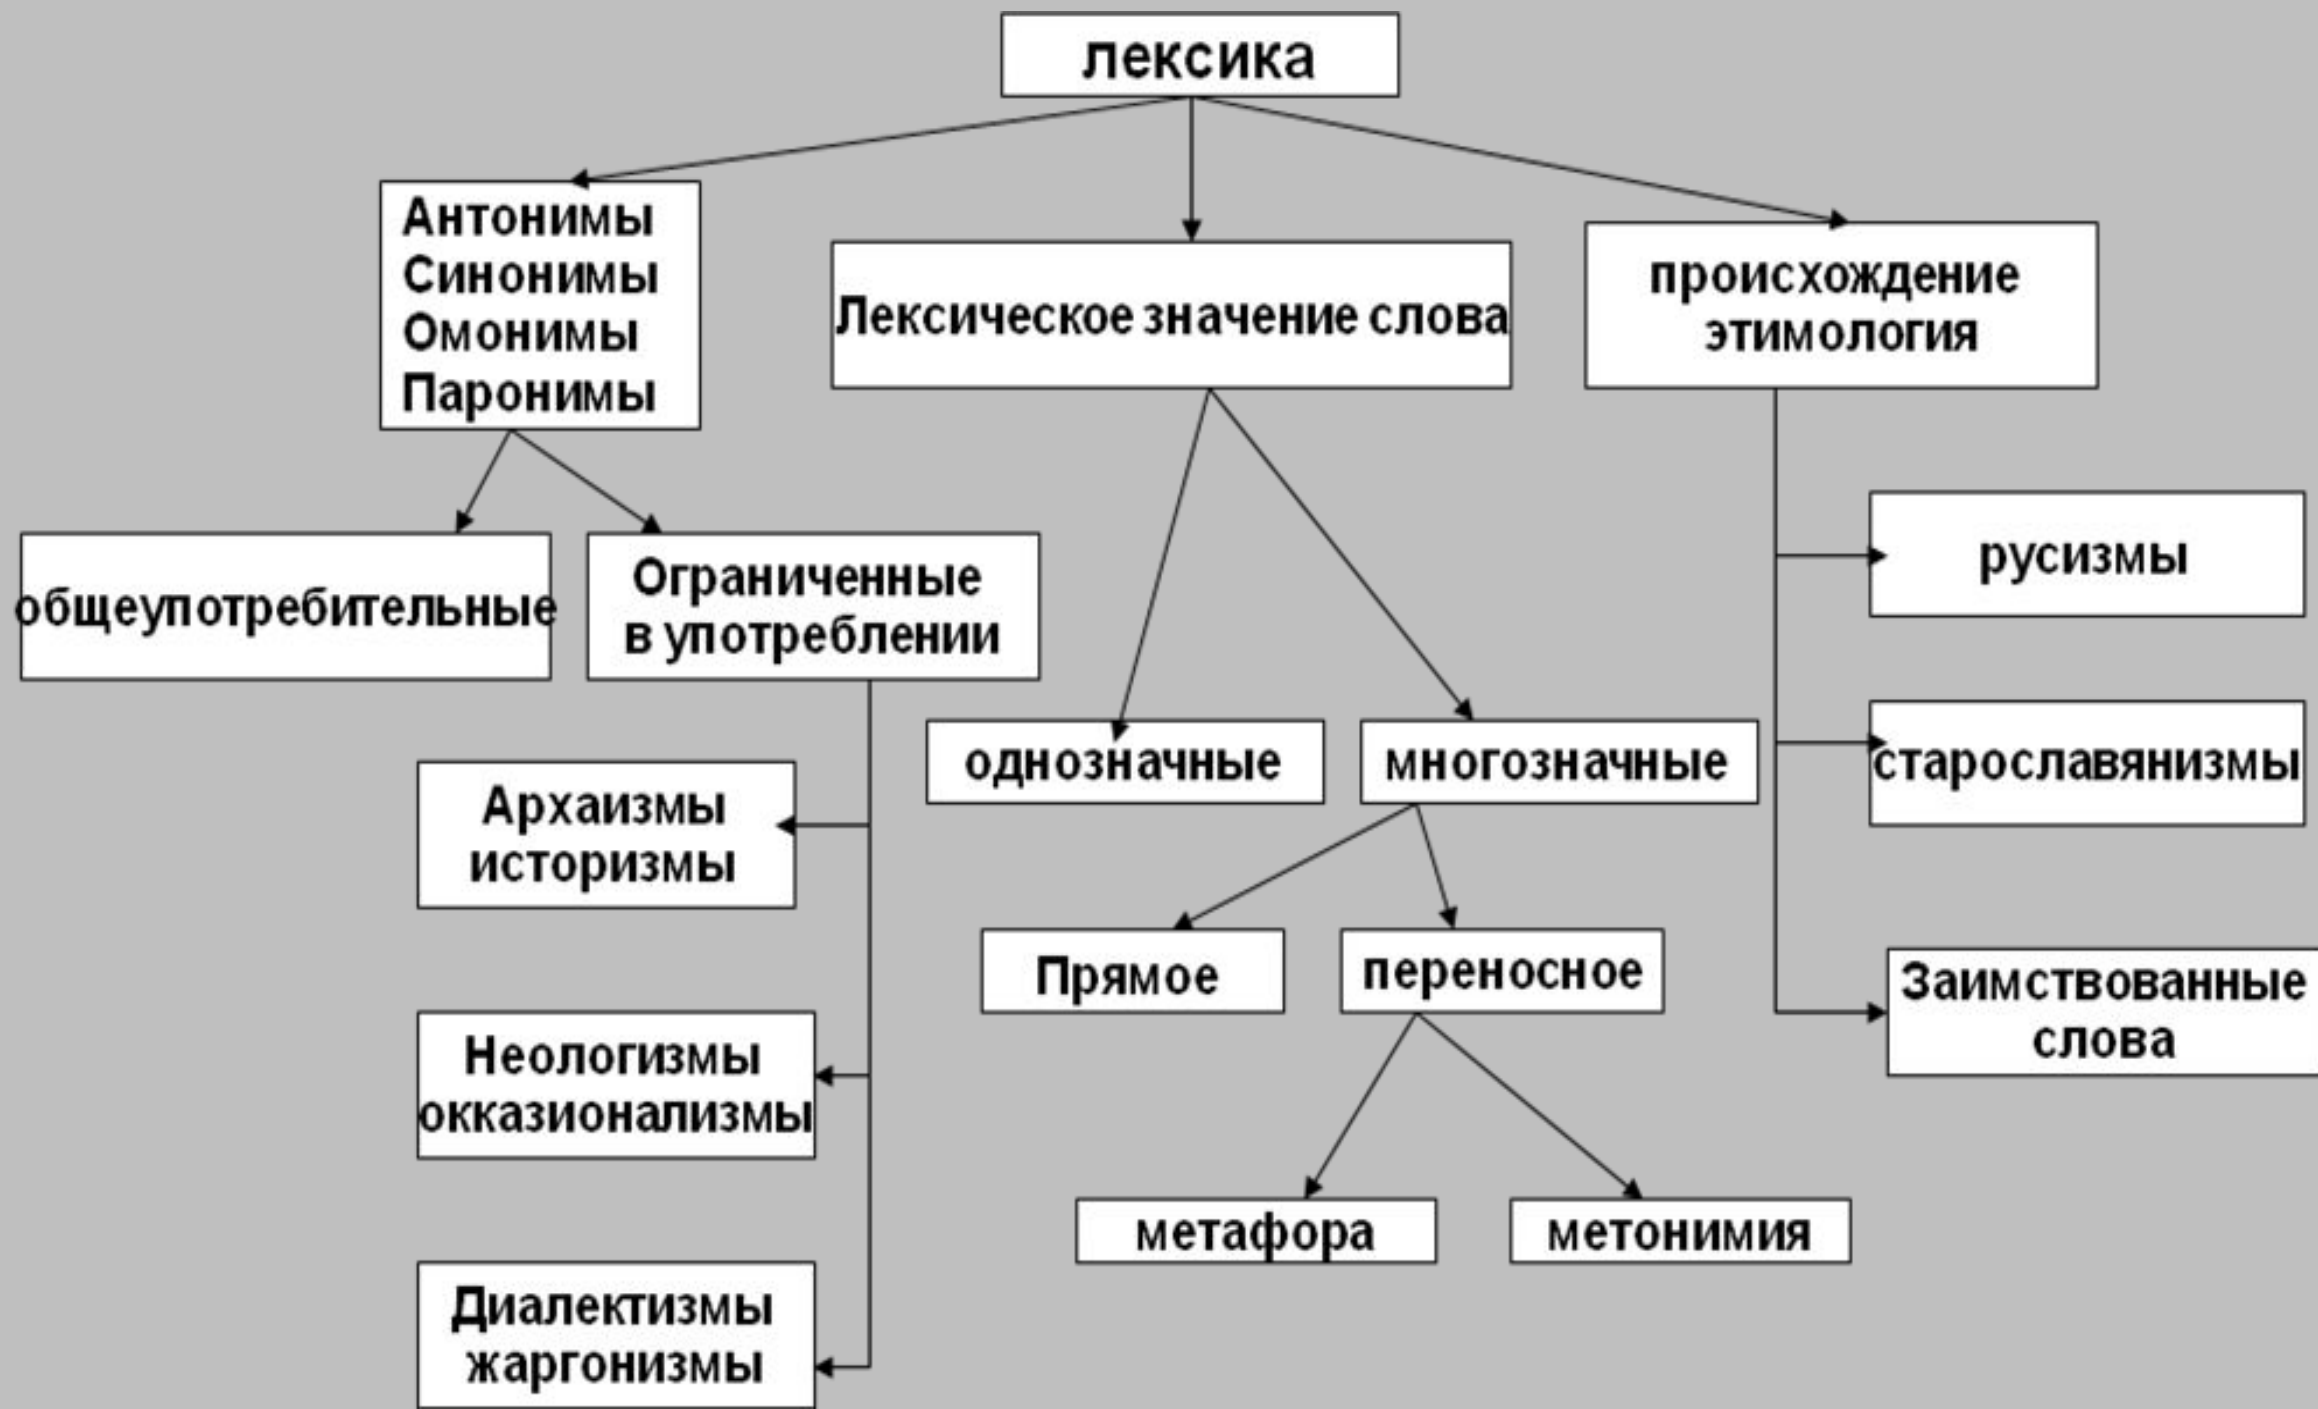 лексика
Антонимы
Синонимы
Омонимы
Паронимы
Лексическое значение слова
происхождение
этимология
общеупотребительные
Ограниченные
в употреблении
русизмы
однозначные
многозначные
старославянизмы
Архаизмы
историзмы
Прямое
переносное
Заимствованные
слова
Неологизмы
окказионализмы
метафора
метонимия
Диалектизмы
жаргонизмы